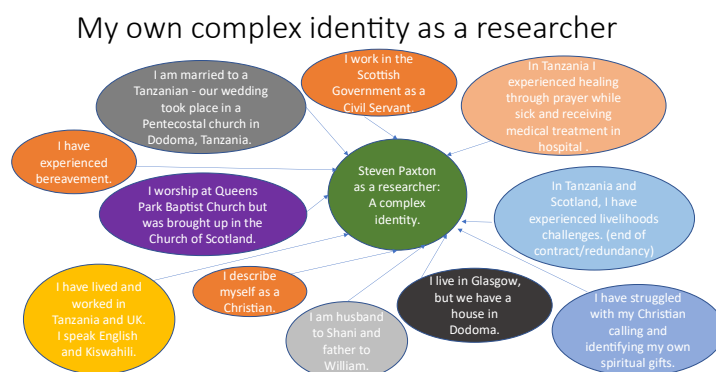 My own complex identity as a researcher
I am married to a
Tanzanian - our wedding
took place in a
Pentecostal church in
Dodoma, Tanzania.
I work in the
Scottish
Government as a
Civil Servant.
In Tanzania I
experienced healing
through prayer while
sick and receiving
medical treatment in
hospital .
I have
experienced
bereavement.
Steven Paxton
as a researcher:
A complex
identity.
I worship at Queens
Park Baptist Church but
was brought up in the
Church of Scotland.
In Tanzania and
Scotland, I have
experienced livelihoods
challenges. (end of
contract/redundancy)
I have lived and
worked in
Tanzania and UK.
I speak English
and Kiswahili.
I describe
myself as a
Christian.
I am husband
to Shani and
father to
William.
I live in Glasgow,
but we have a
house in
Dodoma.
I have struggled
with my Christian
calling and
identifying my own
spiritual gifts.